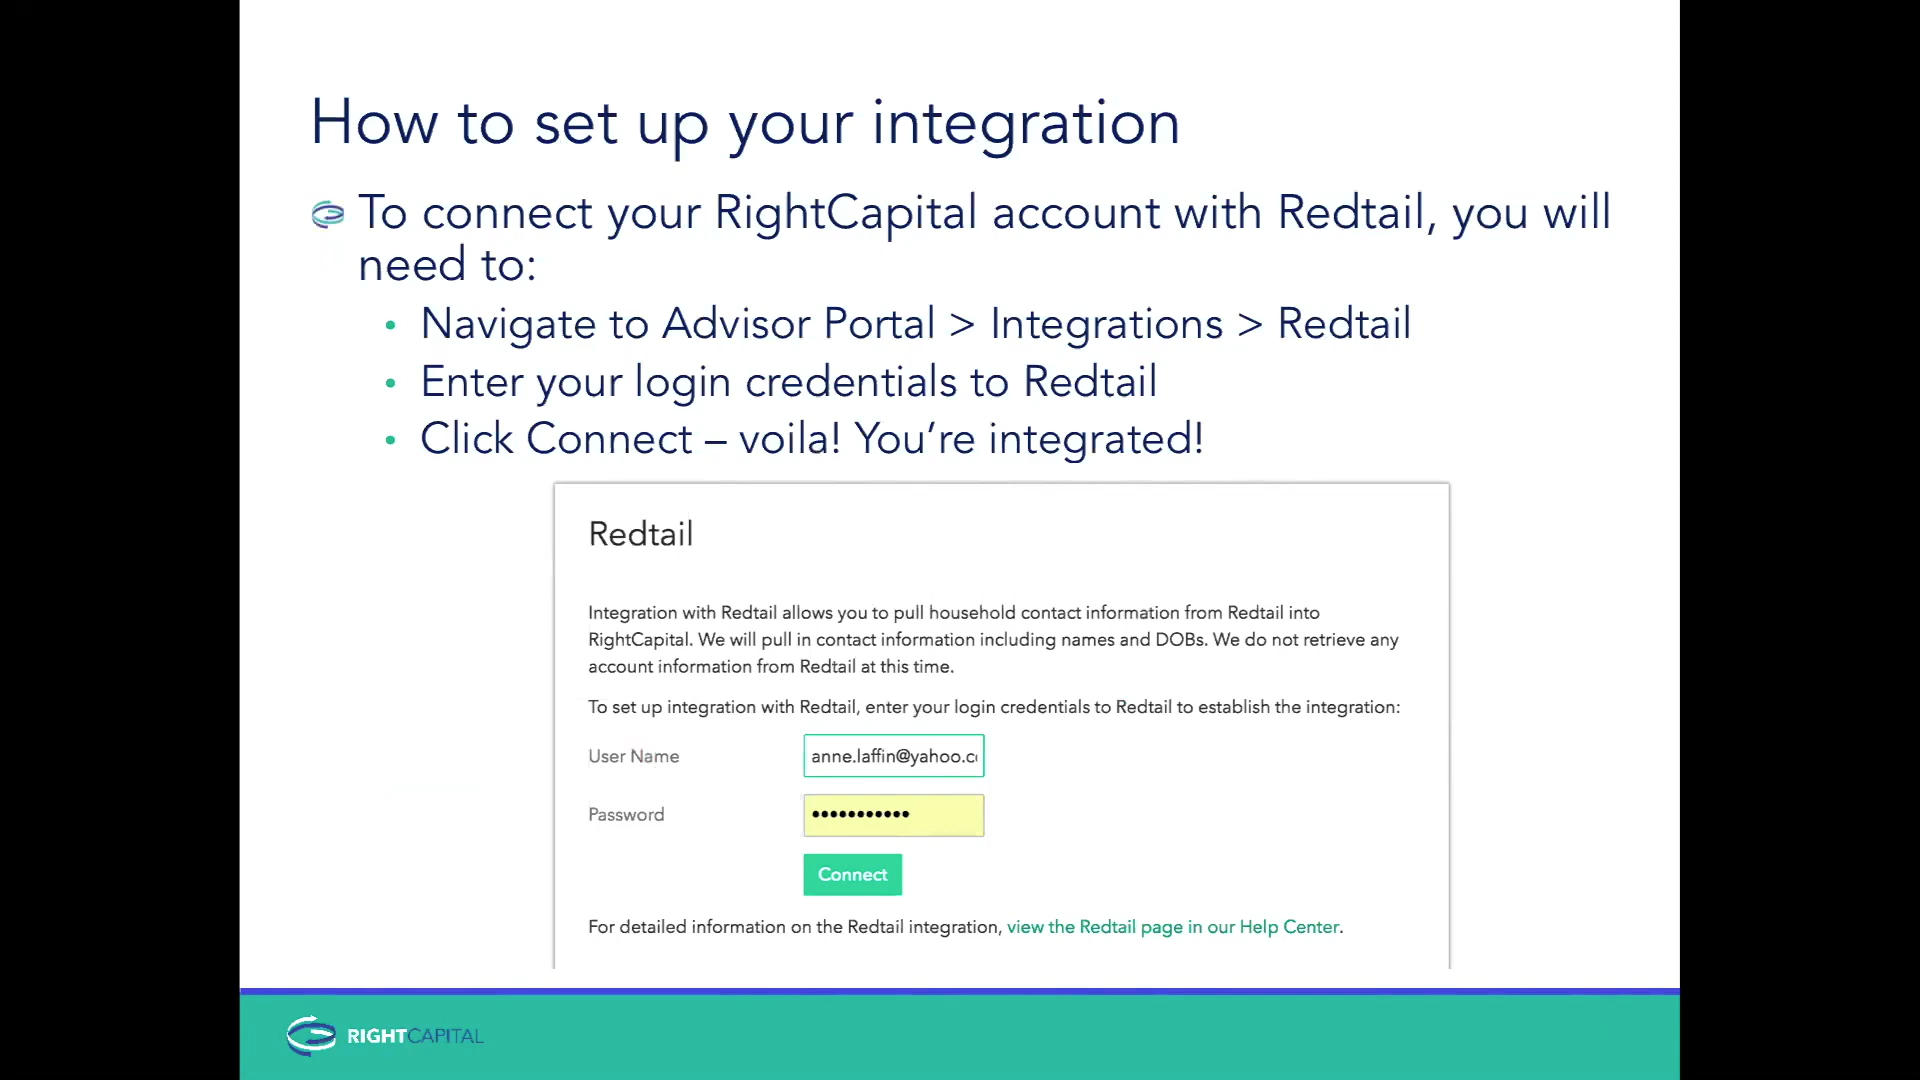 How to set up your integration
To connect your RightCapital account with Redtail, you will
need to:
• Navigate to Advisor Portal > Integrations > Redtail
• Enter your login credentials to Redtail
• Click Connect – voila! You’re integrated!
Redtail
Integration with Redtail allows you to pull household contact information from Redtail into
RightCapital. We will pull in contact information including names and DOBs. We do not retrieve any
account information from Redtail at this time.
To set up integration with Redtail, enter your login credentials to Redtail to establish the integration:
User Name anne.laffin@yahoo.c
Password •••••••••••
Connect
For detailed information on the Redtail integration, view the Redtail page in our Help Center.
RIGHTCAPITAL